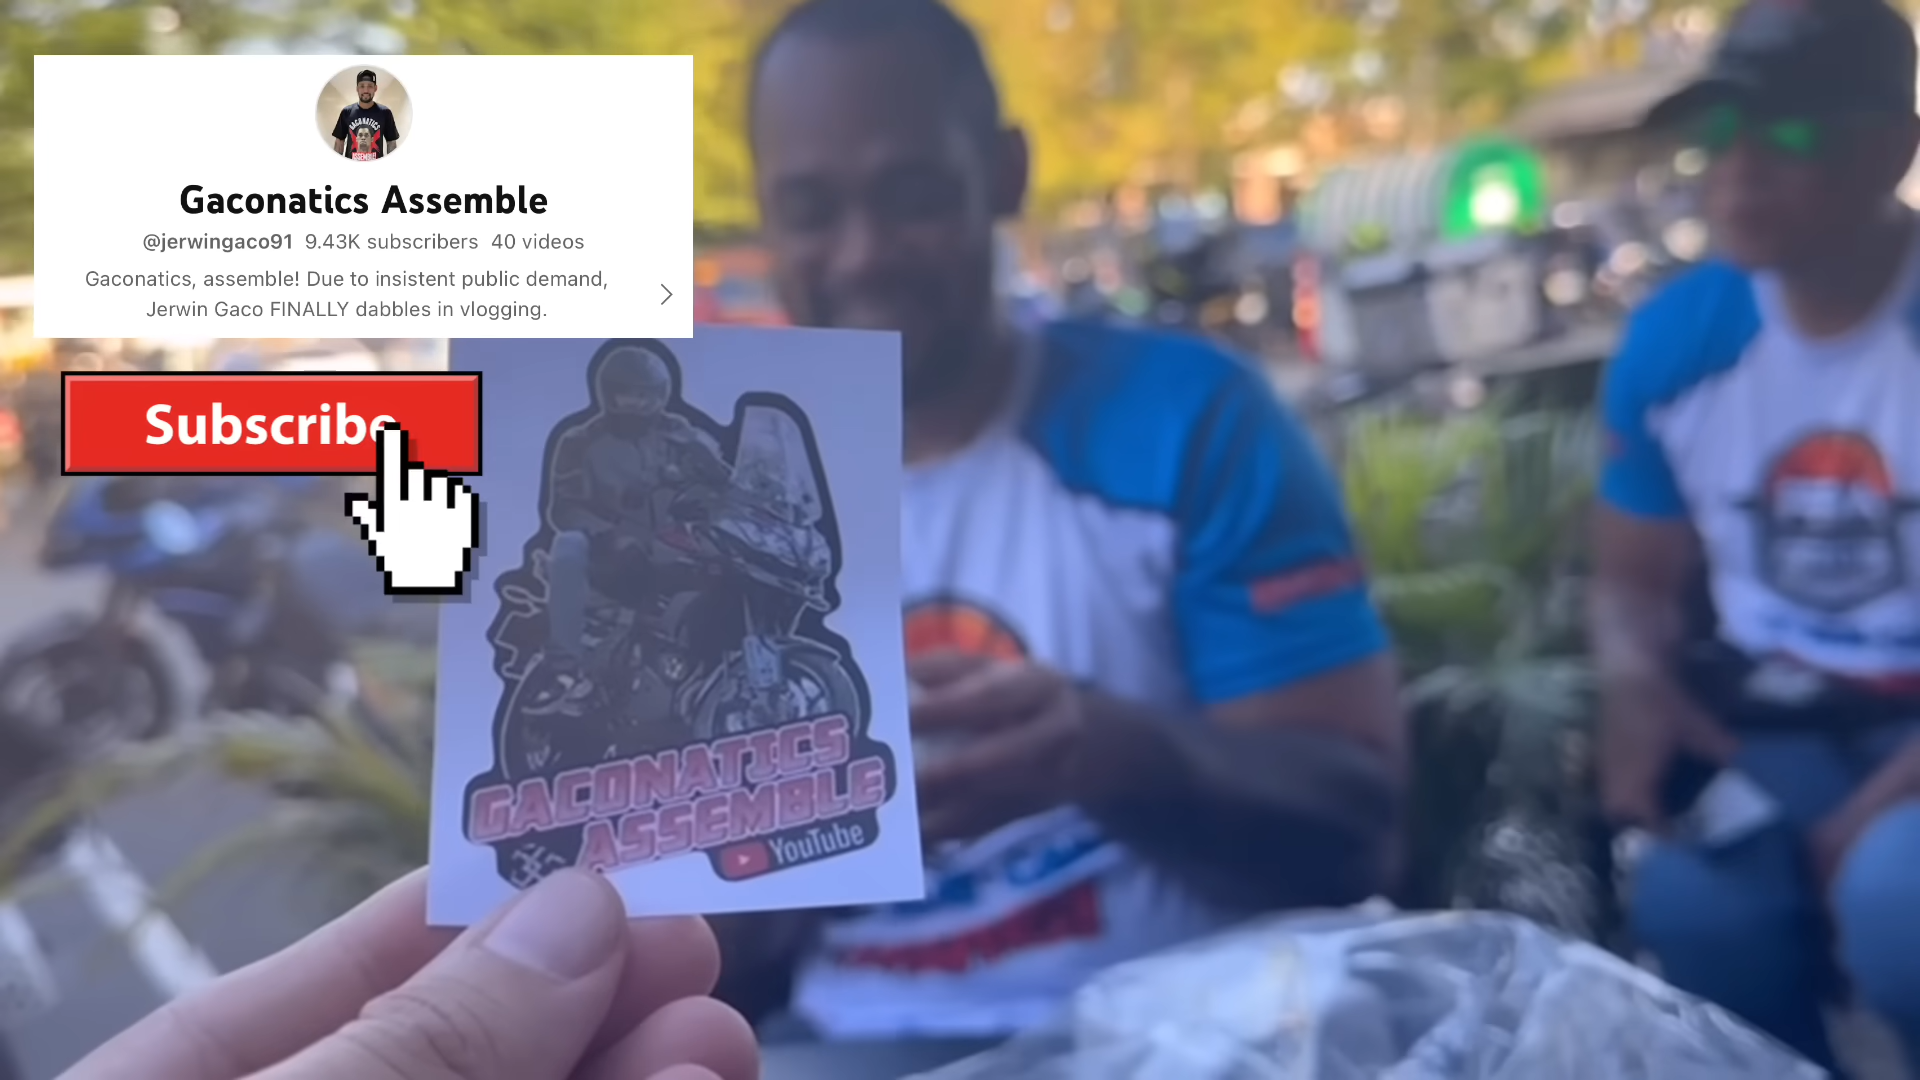 Gaconatics Assemble
@jerwingaco91 9.43K subscribers 40 videos
Gaconatics, assemble! Due to insistent public demand,
Jerwin Gaco FINALLY dabbles in vlogging.
Subscribe
GACONATICS
ASSEMBLE
YouTube